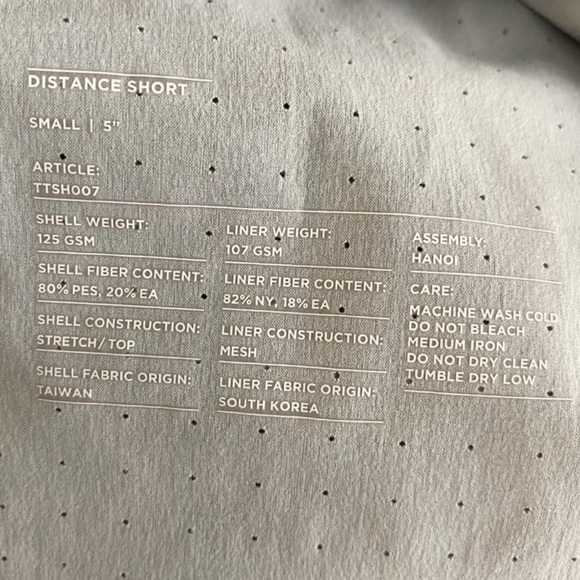 DISTANCE SHORT
SMALL | 5"
ARTICLE:
TTSH007
SHELL WEIGHT:
125 GSM
SHELL FIBER CONTENT:
80% PES, 20% EA
SHELL CONSTRUCTION:
STRETCH/TOP
SHELL FABRIC ORIGIN:
TAIWAN
LINER WEIGHT:
107 GSM
LINER FIBER CONTENT:
82% NY, 18% EA
LINER CONSTRUCTION:
MESH
LINER FABRIC ORIGIN:
SOUTH KOREA
ASSEMBLY:
HANOI
CARE:
MACHINE WASH COLD
DO NOT BLEACH
MEDIUM IRON
DO NOT DRY CLEAN
TUMBLE DRY LOW